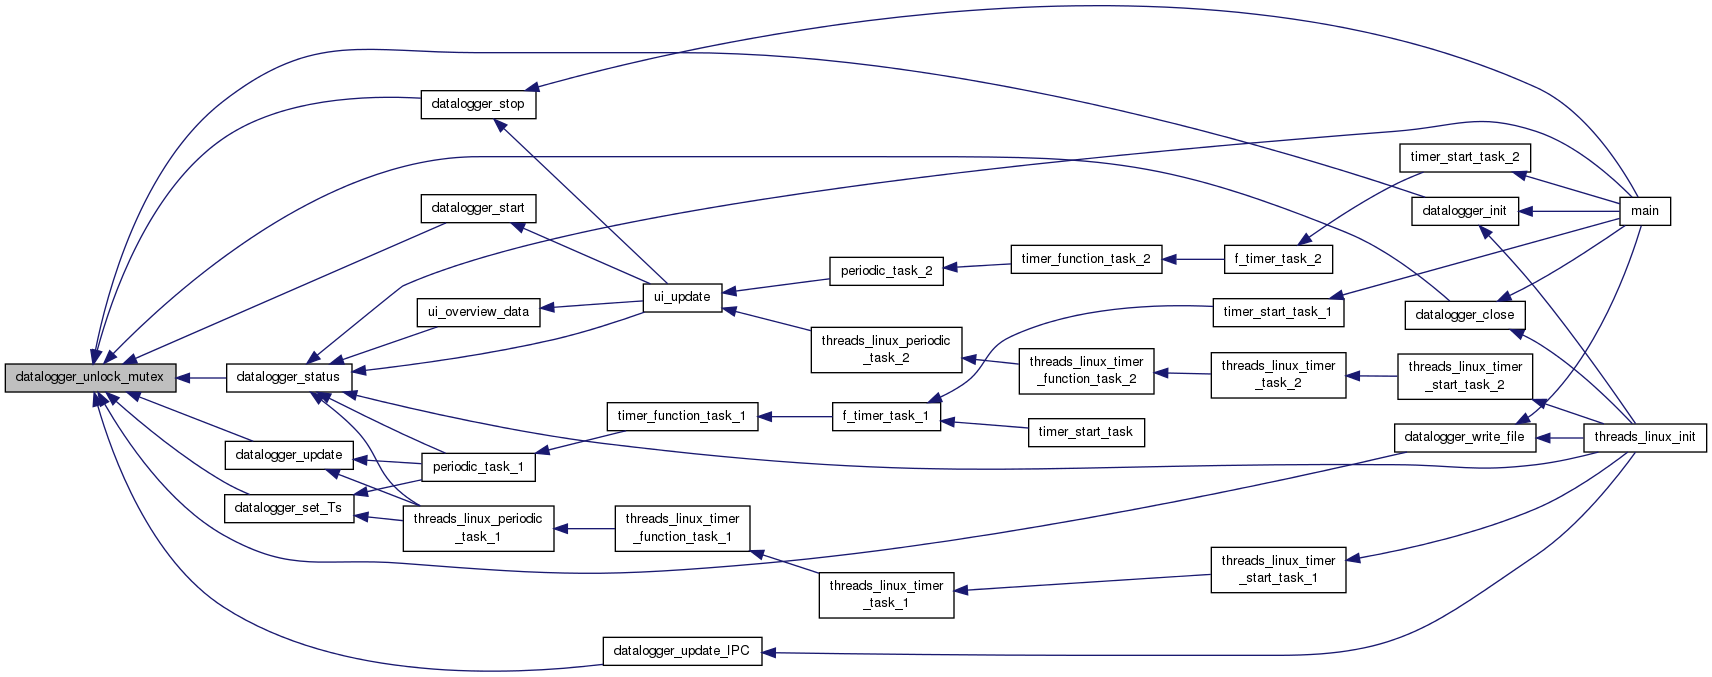 datalogger_stop
timer_start_task_2
datalogger_start
datalogger_init
main
timer_function_task_2
f_timer_task_2
periodic_task_2
ui_update
ui_overview_data
timer_start_task_1
datalogger_close
threads_linux_periodic
_task_2
threads_linux_timer
_function_task_2
threads_linux_timer
_task_2
threads_linux_timer
_start_task_2
datalogger_unlock_mutex
datalogger_status
timer_function_task_1
f_timer_task_1
timer_start_task
datalogger_write_file
threads_linux_init
datalogger_update
periodic_task_1
datalogger_set_Ts
threads_linux_periodic
_task_1
threads_linux_timer
_function_task_1
threads_linux_timer
_task_1
threads_linux_timer
_start_task_1
datalogger_update_IPC